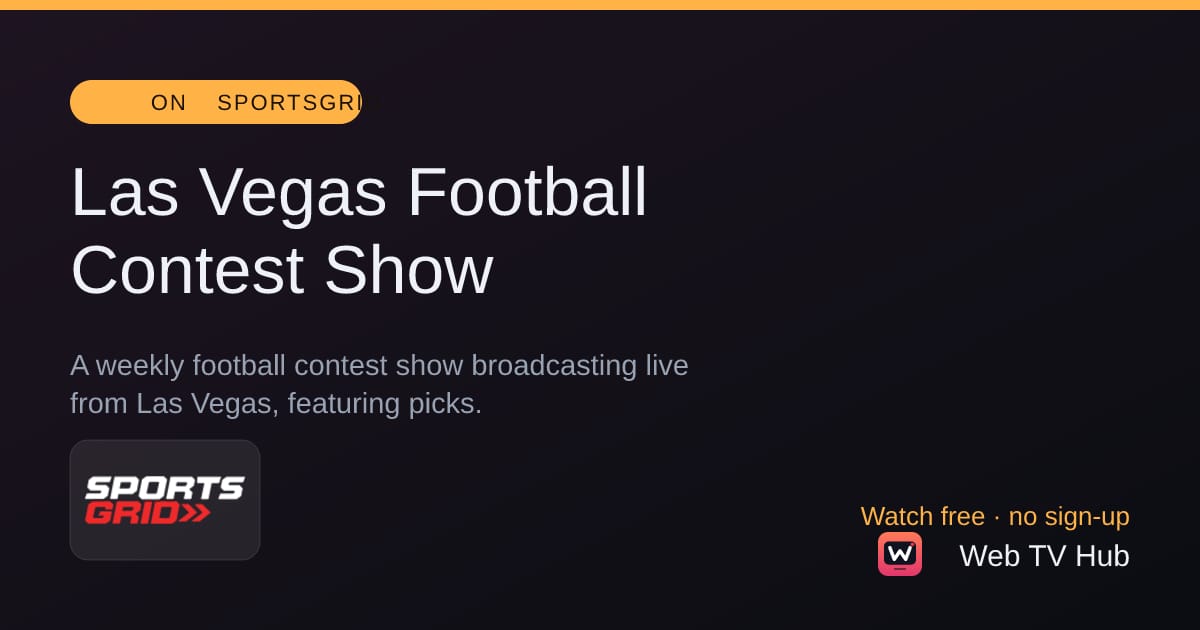 ON SPORTSGRI
Las Vegas Football
Contest Show
A weekly football contest show broadcasting live
from Las Vegas, featuring picks.
SPORTS
GRID
Watch free · no sign-up
W
Web TV Hub